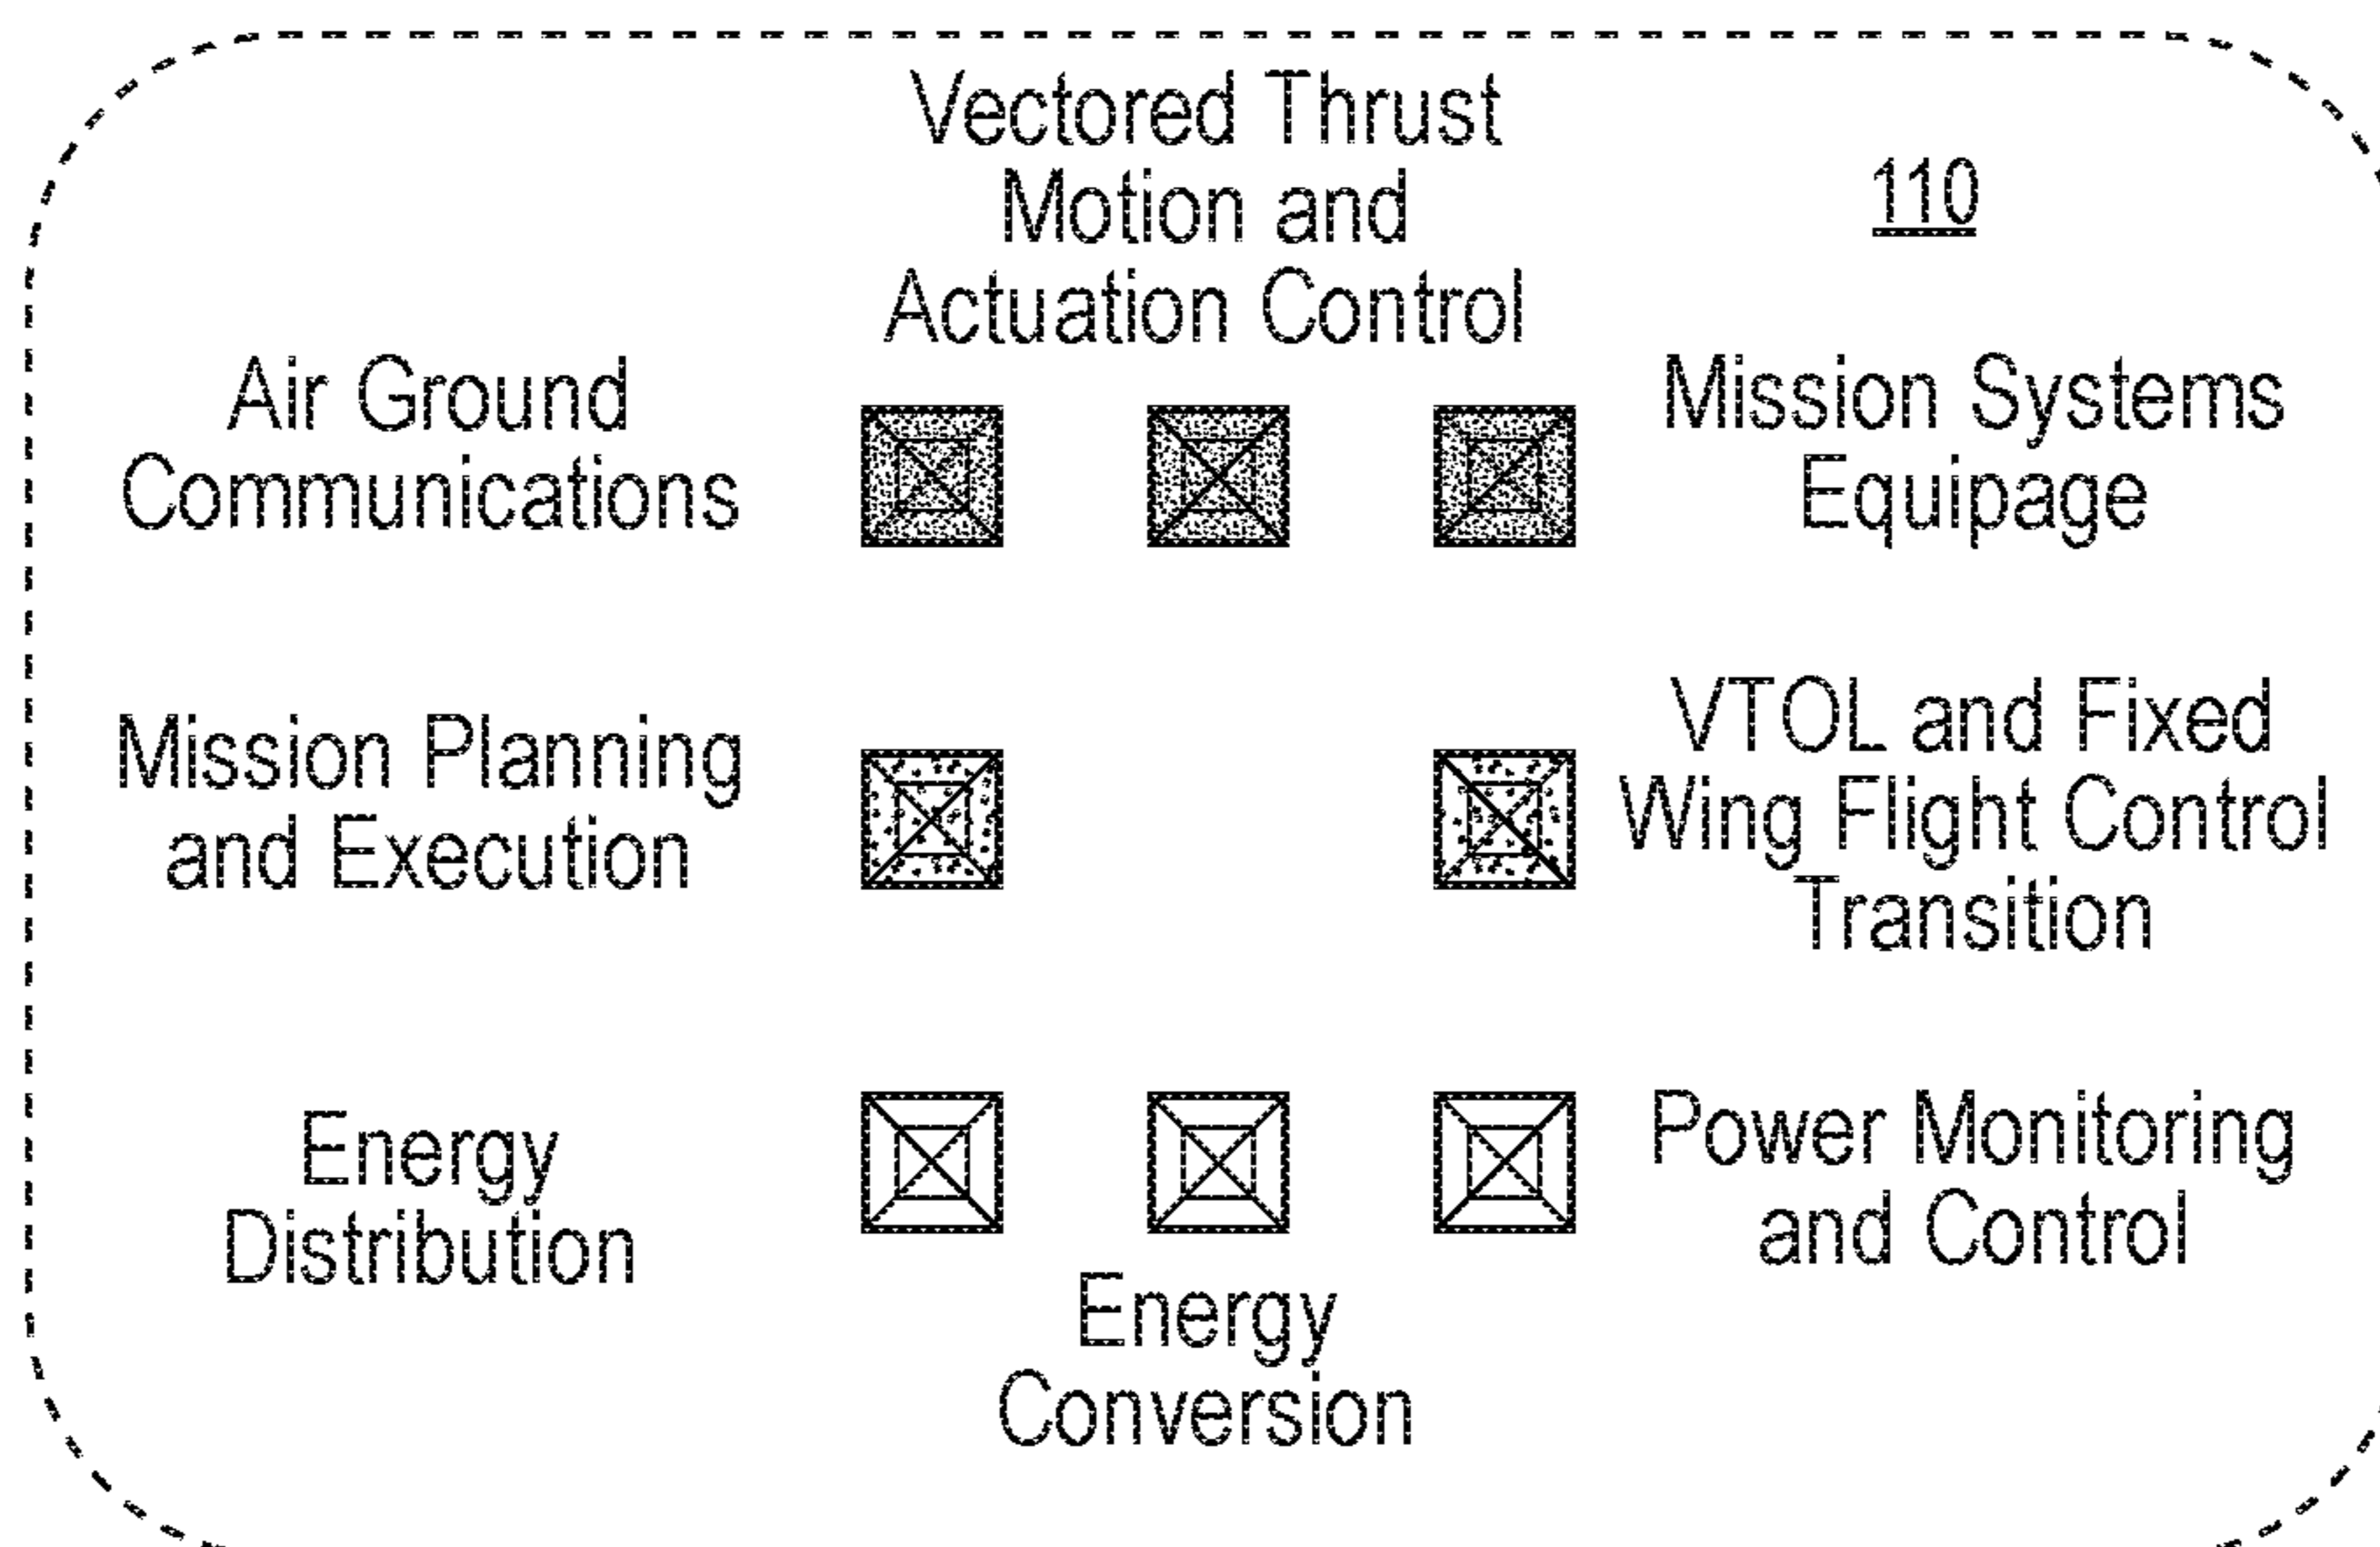 Vectored Thrust
Motion and
Actuation Control
110
Air Ground
Communications
Mission Systems
Equipage
Mission Planning
and Execution
VTOL and Fixed
Wing Flight Control
Transition
Energy
Distribution
Energy
Conversion
Power Monitoring
and Control